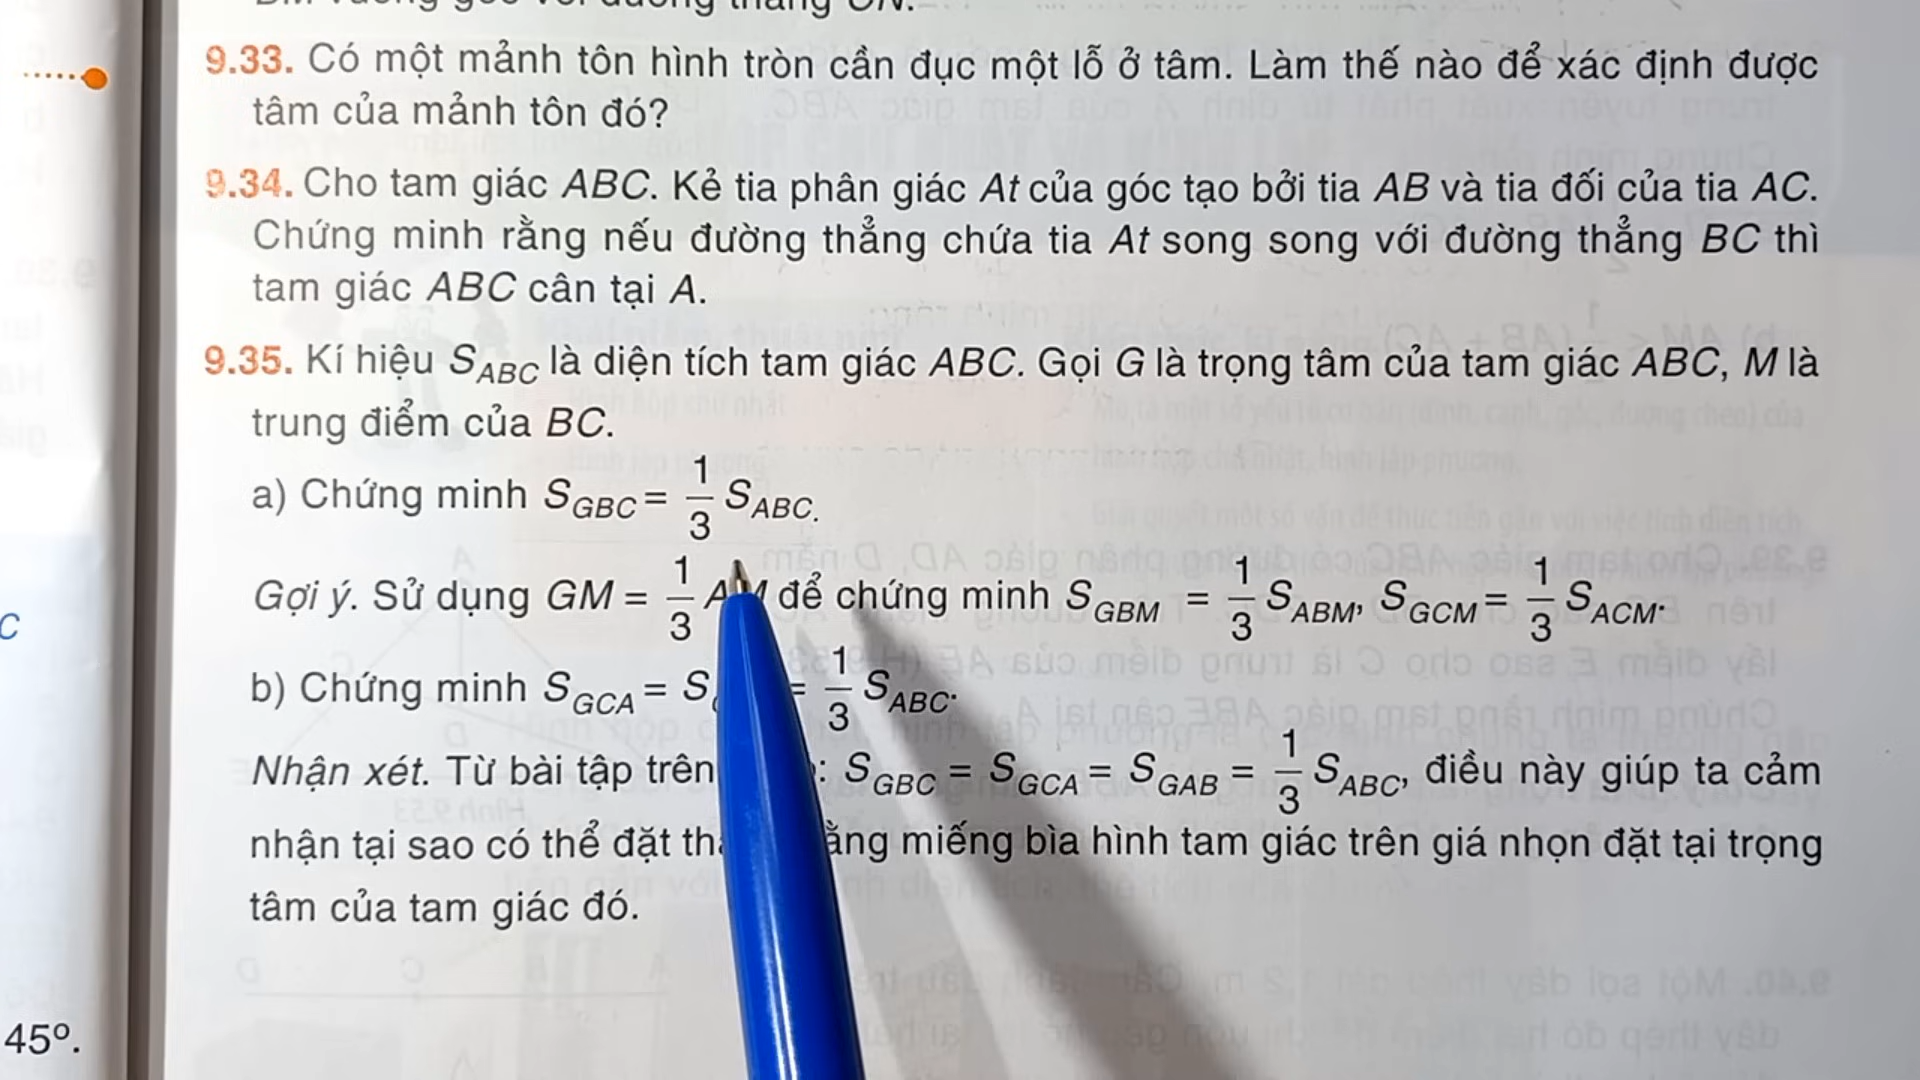 9.33. Có một mảnh tôn hình tròn cần đục một lỗ ở tâm. Làm thế nào để xác định được
tâm của mảnh tôn đó?
9.34. Cho tam giác ABC. Kẻ tia phân giác At của góc tạo bởi tia AB và tia đối của tia AC.
Chứng minh rằng nếu đường thẳng chứa tia At song song với đường thẳng BC thì
tam giác ABC cân tại A.
9.35. Kí hiệu S_ABC là diện tích tam giác ABC. Gọi G là trọng tâm của tam giác ABC, M là
trung điểm của BC.
a) Chứng minh S_GBC = 1/3 S_ABC.
Gợi ý. Sử dụng GM = 1/3 AM để chứng minh S_GBM = 1/3 S_ABM, S_GCM = 1/3 S_ACM.
b) Chứng minh S_GCA = S = 1/3 S_ABC.
Nhận xét. Từ bài tập trên : S_GBC = S_GCA = S_GAB = 1/3 S_ABC, điều này giúp ta cảm
nhận tại sao có thể đặt miếng bìa hình tam giác trên giá nhọn đặt tại trọng
tâm của tam giác đó.
C
45º.